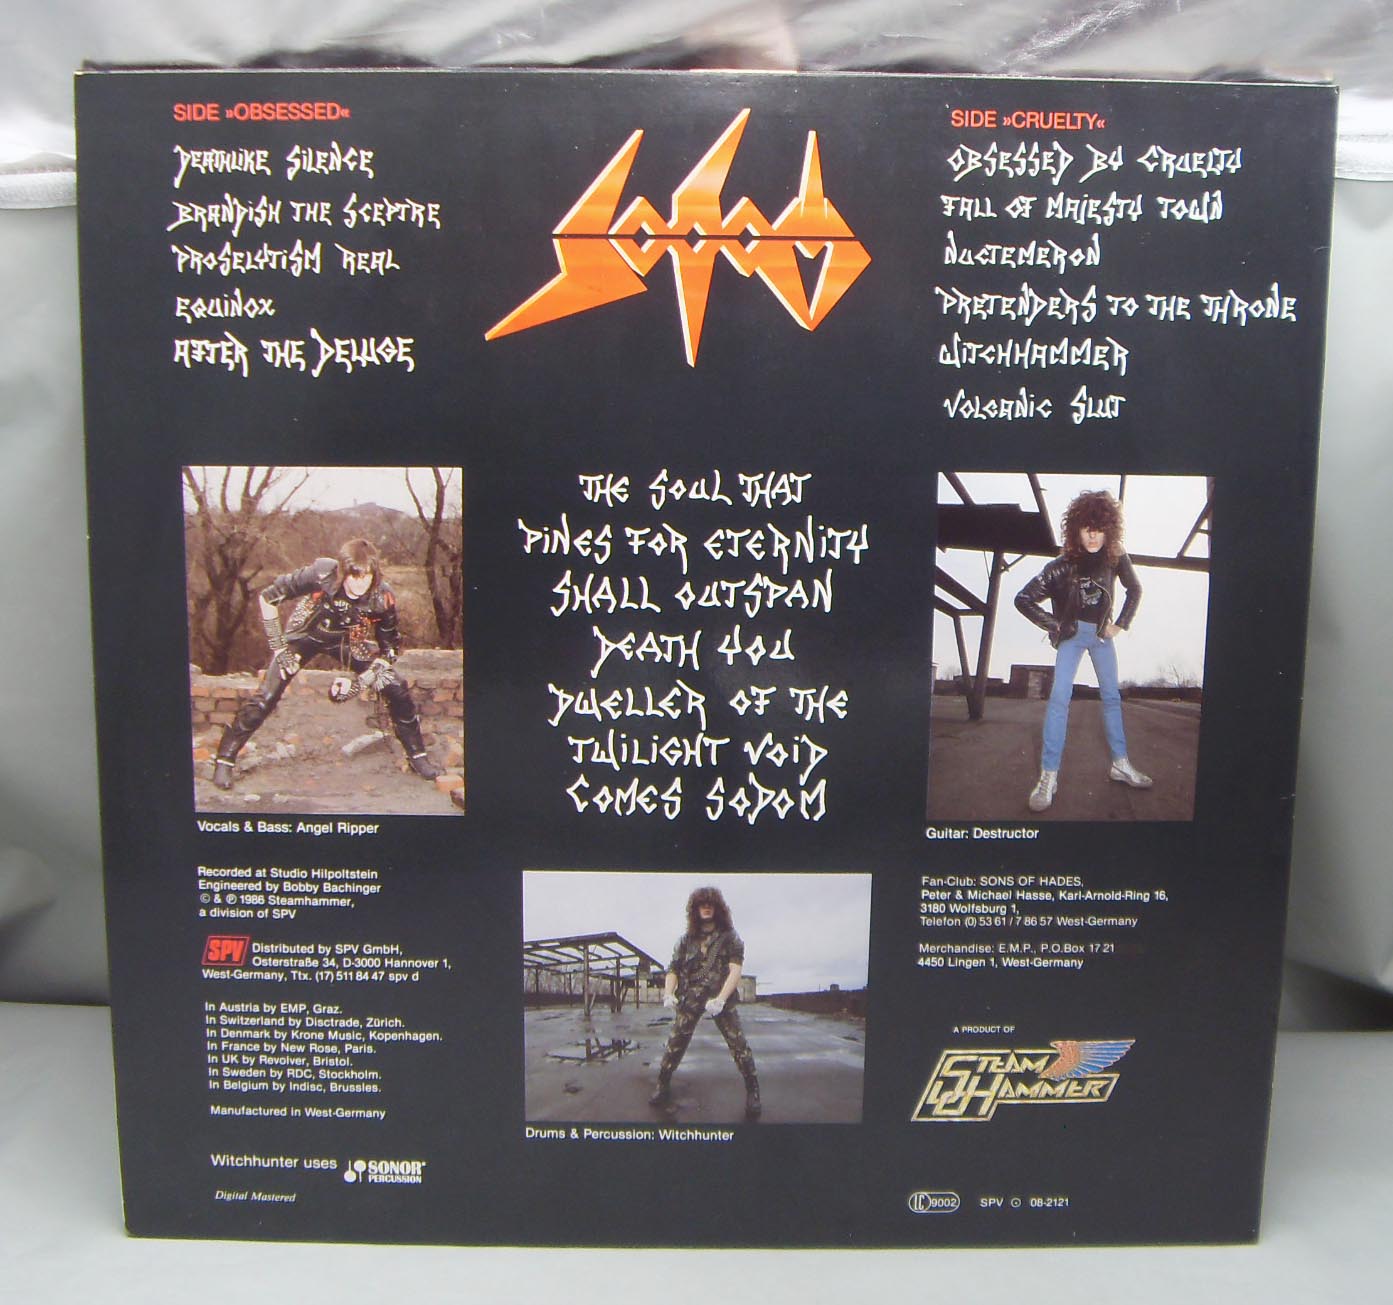 SIDE »OBSESSED«
DEATHLIKE SILENCE
BRANDISH THE SCEPTRE
PROSELYTISM REAL
EQUINOX
AFTER THE DELUGE
SODOM
SIDE »CRUELTY«
OBSESSED BY CRUELTY
FALL OF MAJESTY TOWN
NUCTEMERON
PRETENDERS TO THE THRONE
WITCHHAMMER
VOLCANIC SLUT
THE SOUL THAT
PINES FOR ETERNITY
SHALL OUTSPAN
DEATH YOU
DWELLER OF THE
TWILIGHT VOID
COMES SODOM
Vocals & Bass: Angel Ripper
Guitar: Destructor
Drums & Percussion: Witchhunter
Recorded at Studio Hilpoltstein
Engineered by Bobby Bachinger
© & ℗ 1986 Steamhammer,
a division of SPV
SPV
Distributed by SPV GmbH,
Osterstraße 34, D-3000 Hannover 1,
West-Germany, Ttx. (17) 511 84 47 spv d
In Austria by EMP, Graz.
In Switzerland by Disctrade, Zürich.
In Denmark by Krone Music, Kopenhagen.
In France by New Rose, Paris.
In UK by Revolver, Bristol.
In Sweden by RDC, Stockholm.
In Belgium by Indisc, Brussles.
Manufactured in West-Germany
Witchhunter uses SONOR®
PERCUSSION
Digital Mastered
Fan-Club: SONS OF HADES,
Peter & Michael Hasse, Karl-Arnold-Ring 16,
3180 Wolfsburg 1,
Telefon (0) 53 61 / 7 86 57 West-Germany
Merchandise: E.M.P., P.O.Box 17 21
4450 Lingen 1, West-Germany
A PRODUCT OF
STEAM
HAMMER
LC 9002
SPV 08-2121